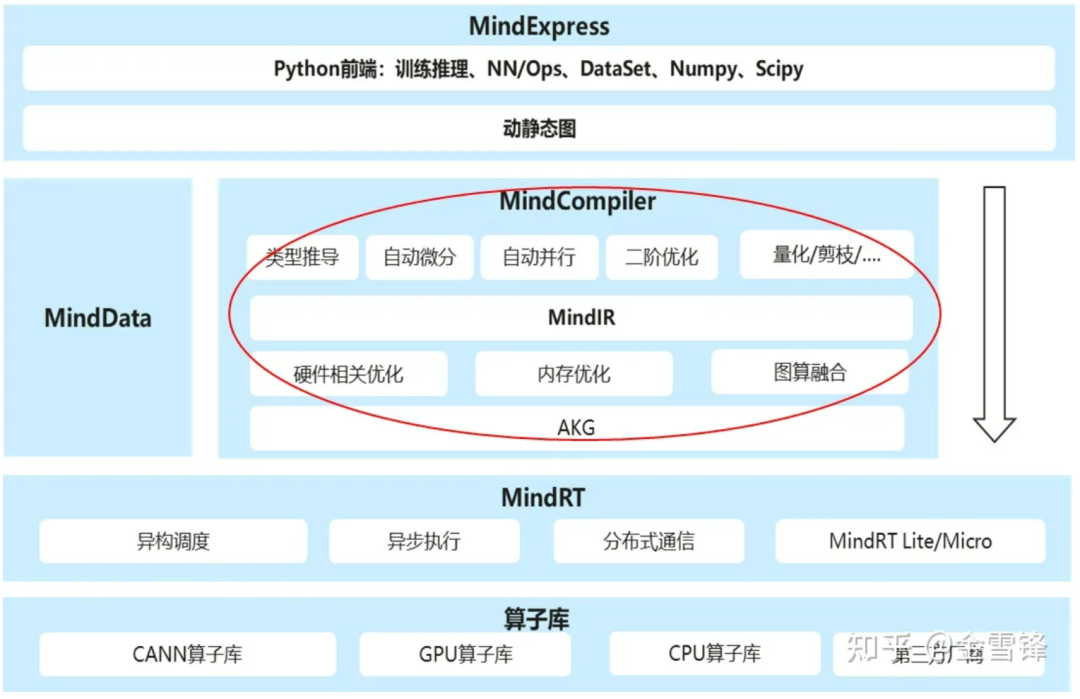 MindExpress
Python前端：训练推理、NN/Ops、DataSet、Numpy、Scipy
动静态图
MindData
MindCompiler
类型推导 自动微分 自动并行 二阶优化 量化/剪枝/....
MindIR
硬件相关优化 内存优化 图算融合
AKG
MindRT
异构调度 异步执行 分布式通信 MindRT Lite/Micro
算子库
CANN算子库 GPU算子库 CPU算子库 第三方厂商
知乎 @金雪锋